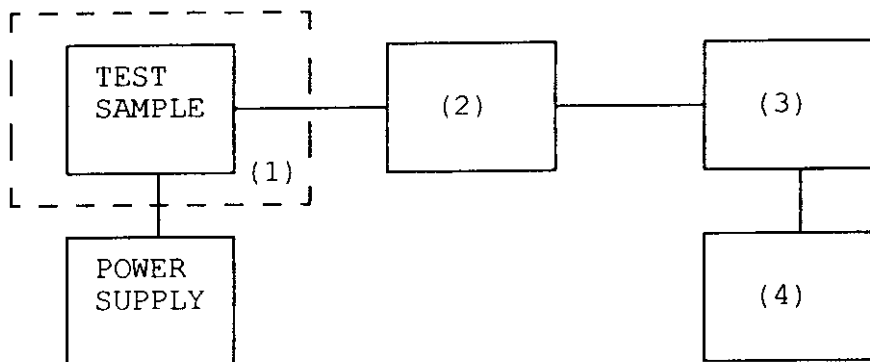 TEST
SAMPLE
(1)
(2)
(3)
POWER
SUPPLY
(4)